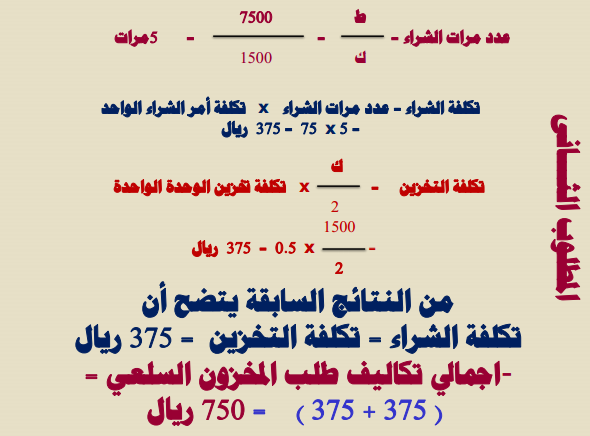 المطلوب الثاني
عدد مرات الشراء = ط / ك = 7500 / 1500 = 5مرات
تكلفة الشراء = عدد مرات الشراء x تكلفة أمر الشراء الواحد
= 5 x 75 = 375 ريال
تكلفة التخزين = ك / 2 x تكلفة تخزين الوحدة الواحدة
= 1500 / 2 x 0.5 = 375 ريال
من النتائج السابقة يتضح أن
تكلفة الشراء = تكلفة التخزين = 375 ريال
-اجمالي تكاليف طلب المخزون السلعي =
( 375 + 375 ) = 750 ريال